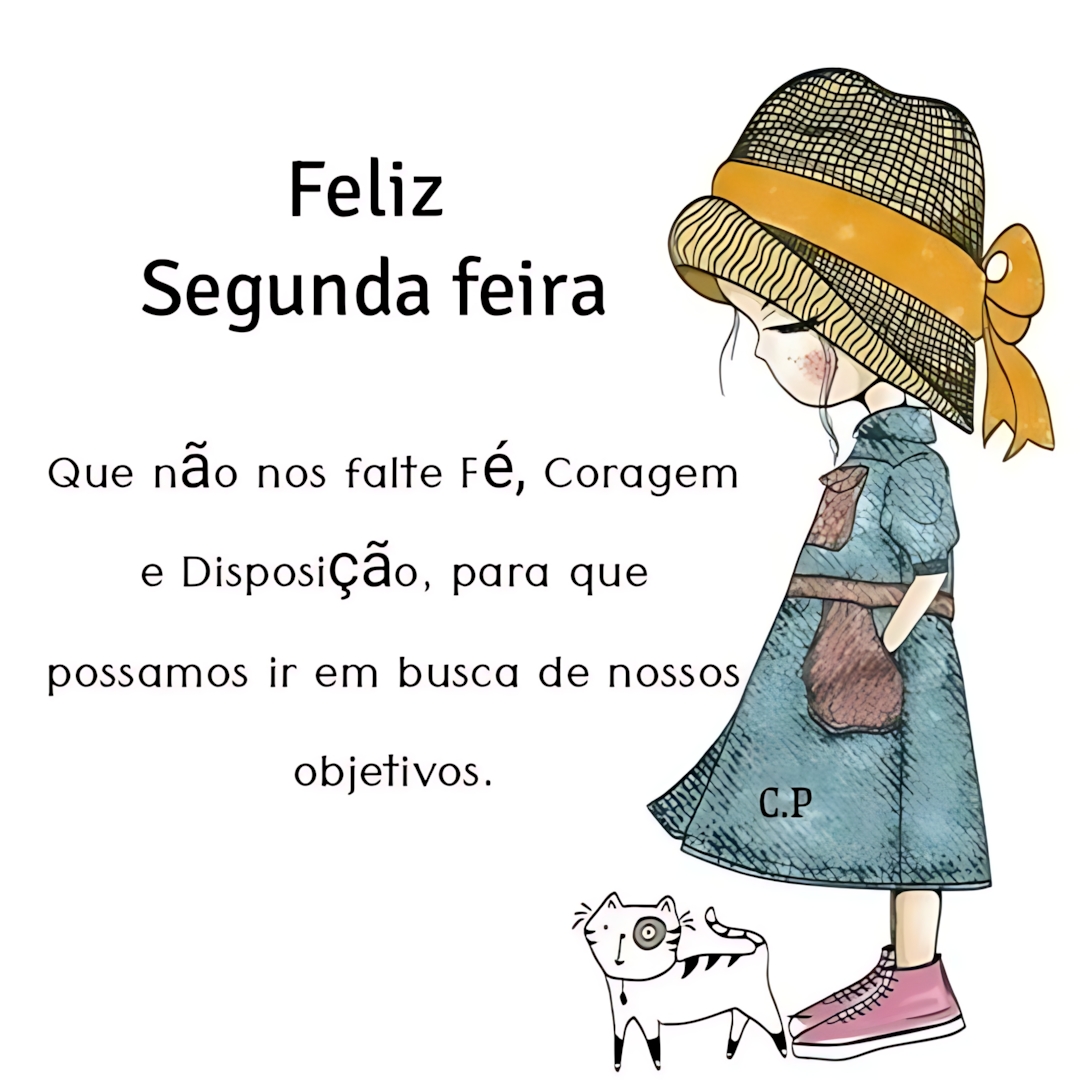 Feliz
Segunda feira
Que não nos falte Fé, Coragem
e Disposição, para que
possamos ir em busca de nossos
objetivos.
C.P